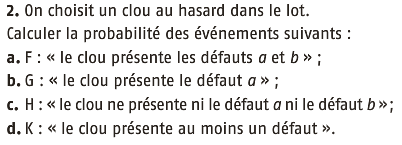 2. On choisit un clou au hasard dans le lot.
Calculer la probabilité des événements suivants :
a. F : « le clou présente les défauts a et b » ;
b. G : « le clou présente le défaut a » ;
c. H : « le clou ne présente ni le défaut a ni le défaut b » ;
d. K : « le clou présente au moins un défaut ».